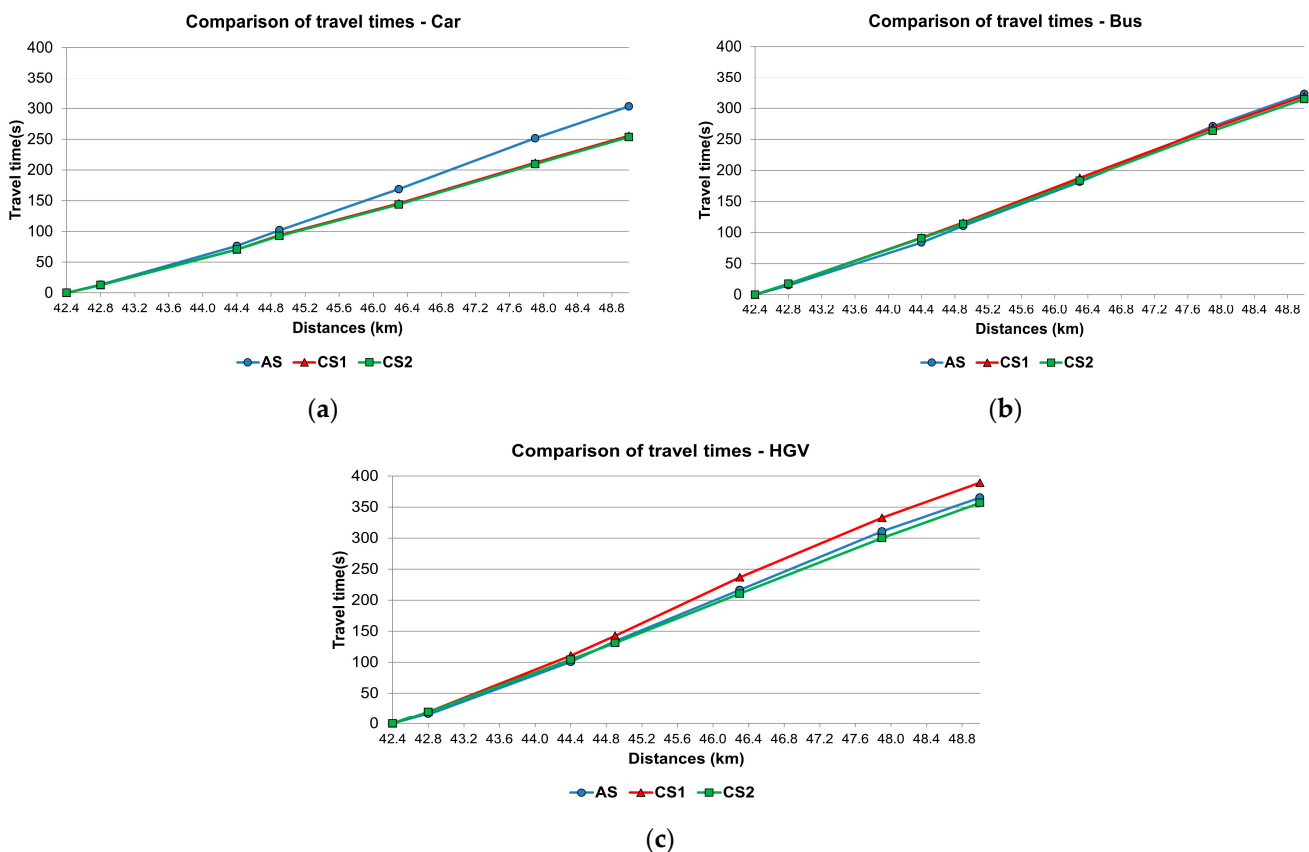 Comparison of travel times - Car
400
350
300
250
200
150
100
50
0
Travel time(s)
42.4 42.8 43.2 43.6 44.0 44.4 44.8 45.2 45.6 46.0 46.4 46.8 47.2 47.6 48.0 48.4 48.8
Distances (km)
AS CS1 CS2
(a)
Comparison of travel times - Bus
400
350
300
250
200
150
100
50
0
Travel time(s)
42.4 42.8 43.2 43.6 44.0 44.4 44.8 45.2 45.6 46.0 46.4 46.8 47.2 47.6 48.0 48.4 48.8
Distances (km)
AS CS1 CS2
(b)
Comparison of travel times - HGV
400
350
300
250
200
150
100
50
0
Travel time(s)
42.4 42.8 43.2 43.6 44.0 44.4 44.8 45.2 45.6 46.0 46.4 46.8 47.2 47.6 48.0 48.4 48.8
Distances (km)
AS CS1 CS2
(c)